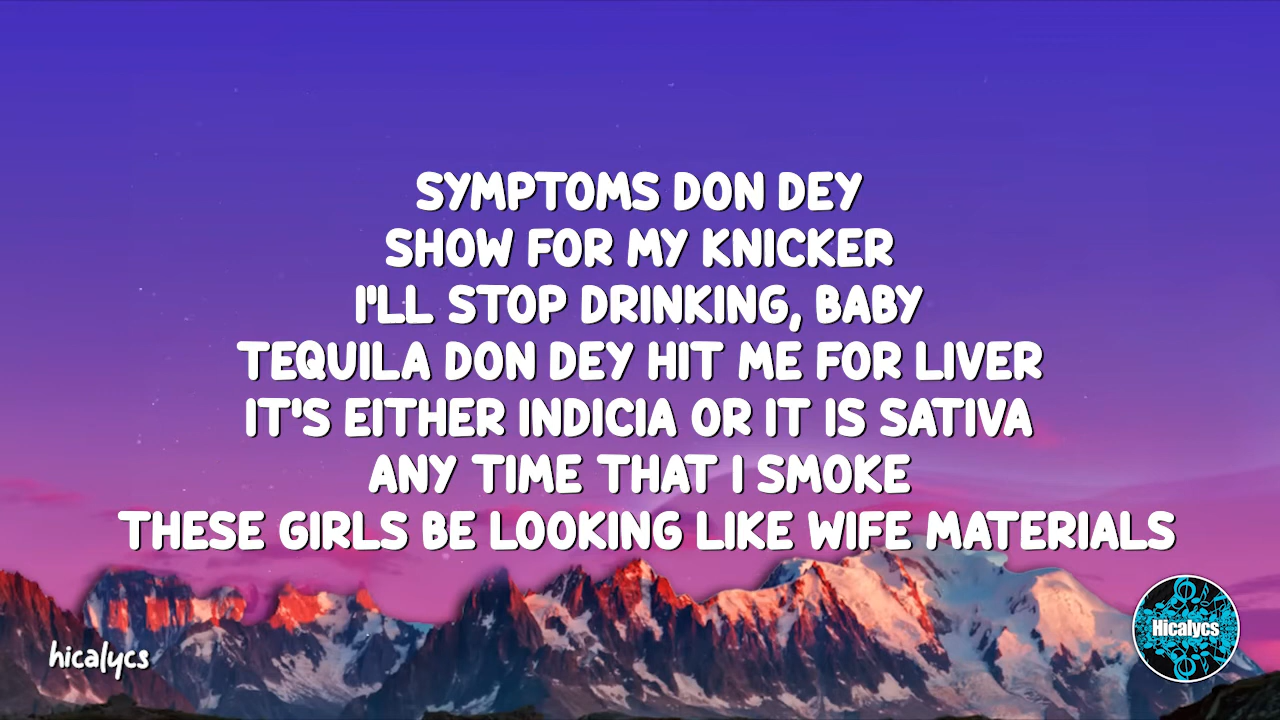 SYMPTOMS DON DEY
SHOW FOR MY KNICKER
I'LL STOP DRINKING, BABY
TEQUILA DON DEY HIT ME FOR LIVER
IT'S EITHER INDICIA OR IT IS SATIVA
ANY TIME THAT I SMOKE
THESE GIRLS BE LOOKING LIKE WIFE MATERIALS
hicalycs
Hicalycs